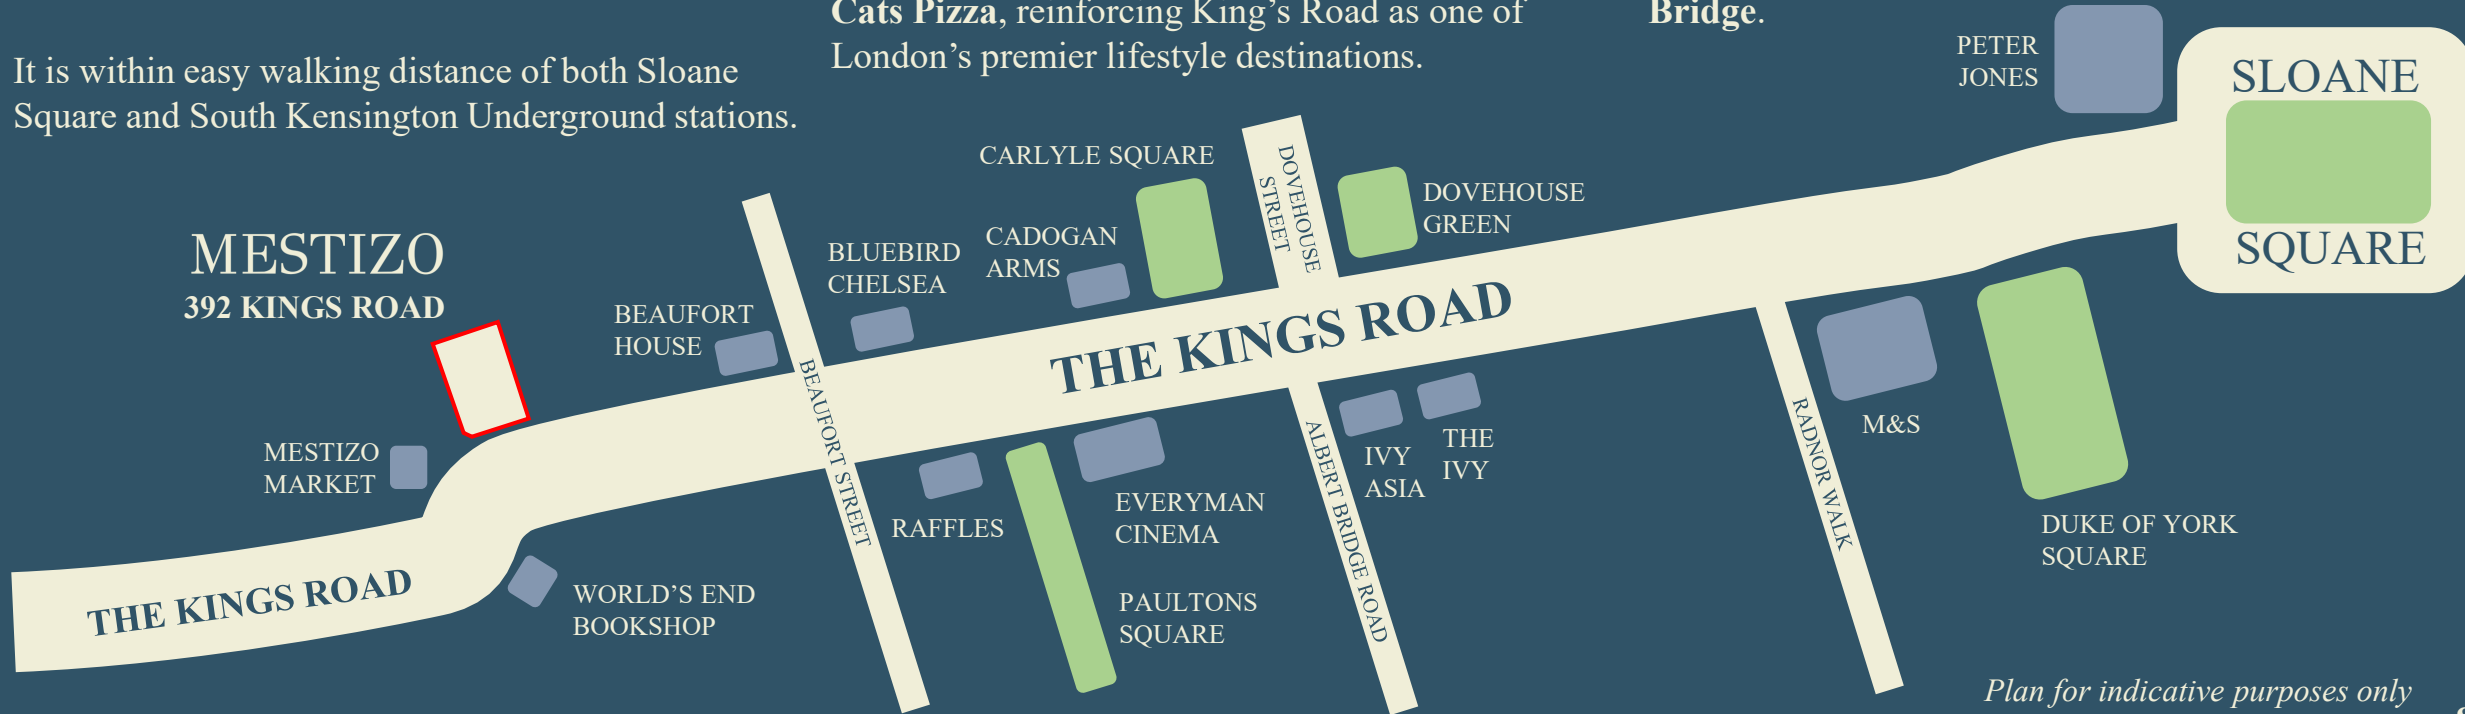 It is within easy walking distance of both Sloane
Square and South Kensington Underground stations.
Cats Pizza, reinforcing King’s Road as one of
London’s premier lifestyle destinations.
Bridge.
PETER
JONES
SLOANE
SQUARE
CARLYLE SQUARE
DOVEHOUSE
STREET
DOVEHOUSE
GREEN
MESTIZO
392 KINGS ROAD
BLUEBIRD
CHELSEA
CADOGAN
ARMS
BEAUFORT
HOUSE
THE KINGS ROAD
BEAUFORT STREET
MESTIZO
MARKET
RAFFLES
EVERYMAN
CINEMA
IVY
ASIA
THE
IVY
ALBERT BRIDGE ROAD
RADNOR WALK
M&S
DUKE OF YORK
SQUARE
THE KINGS ROAD
WORLD’S END
BOOKSHOP
PAULTONS
SQUARE
Plan for indicative purposes only